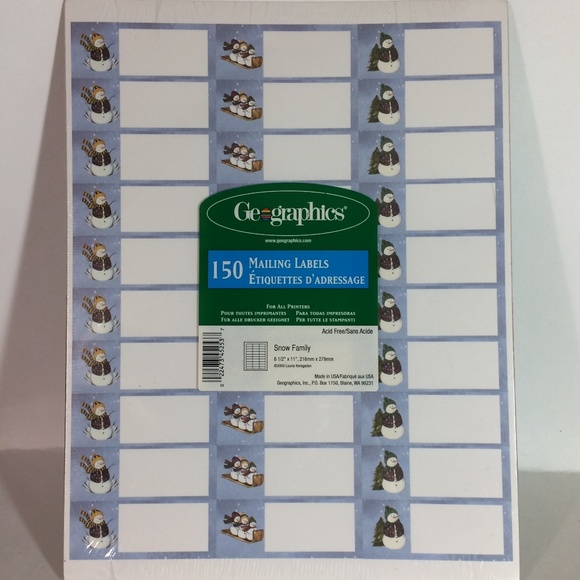 Geographics®
www.geographics.com
150 MAILING LABELS
ÉTIQUETTES D'ADRESSAGE
FOR ALL PRINTERS
POUR TOUTES IMPRIMANTES PARA TODAS IMPRESORAS
FUR ALLE DRUCKER GEEIGNET PER TUTTE LE STAMPANTI
Acid Free/Sans Acide
Snow Family
8 1/2" x 11", 216mm x 279mm
Made in USA/Fabriqué aux USA
Geographics, Inc., P.O. Box 1750, Blaine, WA 98231